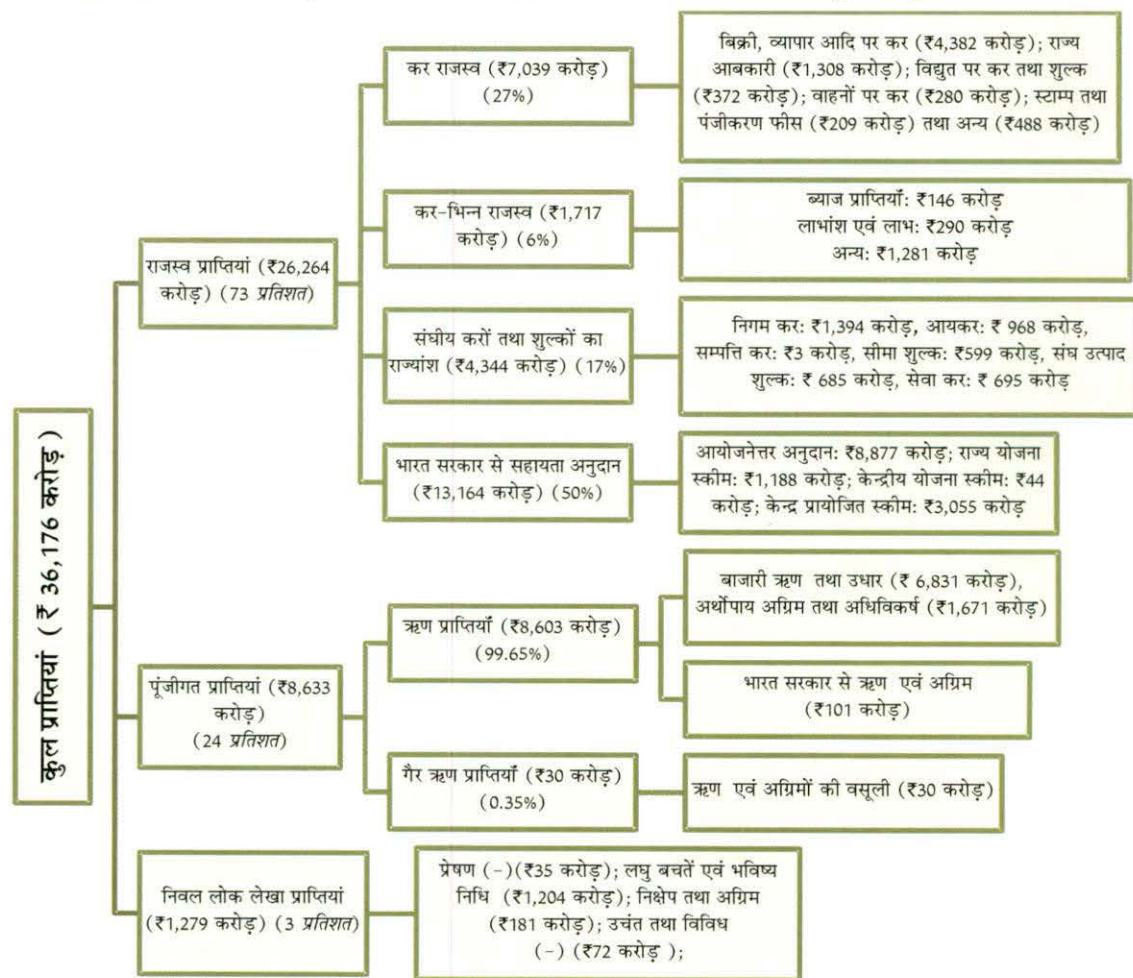 कर राजस्व (₹7,039 करोड़)
(27%)
बिक्री, व्यापार आदि पर कर (₹4,382 करोड़); राज्य
आबकारी (₹1,308 करोड़); विद्युत पर कर तथा शुल्क
(₹372 करोड़); वाहनों पर कर (₹280 करोड़); स्टाम्प तथा
पंजीकरण फीस (₹209 करोड़) तथा अन्य (₹488 करोड़)
कर-भिन्न राजस्व (₹1,717
करोड़) (6%)
ब्याज प्राप्तियाँ: ₹146 करोड़
लाभांश एवं लाभ: ₹290 करोड़
अन्य: ₹1,281 करोड़
राजस्व प्राप्तियां (₹26,264
करोड़) (73 प्रतिशत)
संघीय करों तथा शुल्कों का
राज्यांश (₹4,344 करोड़) (17%)
निगम कर: ₹1,394 करोड़, आयकर: ₹ 968 करोड़,
सम्पत्ति कर: ₹3 करोड़, सीमा शुल्क: ₹599 करोड़, संघ उत्पाद
शुल्क: ₹ 685 करोड़, सेवा कर: ₹ 695 करोड़
भारत सरकार से सहायता अनुदान
(₹13,164 करोड़) (50%)
आयोजनेत्तर अनुदान: ₹8,877 करोड़; राज्य योजना
स्कीम: ₹1,188 करोड़; केन्द्रीय योजना स्कीम: ₹44
करोड़; केन्द्र प्रायोजित स्कीम: ₹3,055 करोड़
कुल प्राप्तियां (₹ 36,176 करोड़)
पूंजीगत प्राप्तियां (₹8,633
करोड़)
(24 प्रतिशत)
ऋण प्राप्तियाँ (₹8,603 करोड़)
(99.65%)
बाजारी ऋण तथा उधार (₹ 6,831 करोड़),
अर्थोपाय अग्रिम तथा अधिविकर्ष (₹1,671 करोड़)
भारत सरकार से ऋण एवं अग्रिम
(₹101 करोड़)
गैर ऋण प्राप्तियाँ (₹30 करोड़)
(0.35%)
ऋण एवं अग्रिमों की वसूली (₹30 करोड़)
निवल लोक लेखा प्राप्तियां
(₹1,279 करोड़) (3 प्रतिशत)
प्रेषण (-)(₹35 करोड़); लघु बचतें एवं भविष्य
निधि (₹1,204 करोड़); निक्षेप तथा अग्रिम
(₹181 करोड़); उचंत तथा विविध
(-) (₹72 करोड़ );